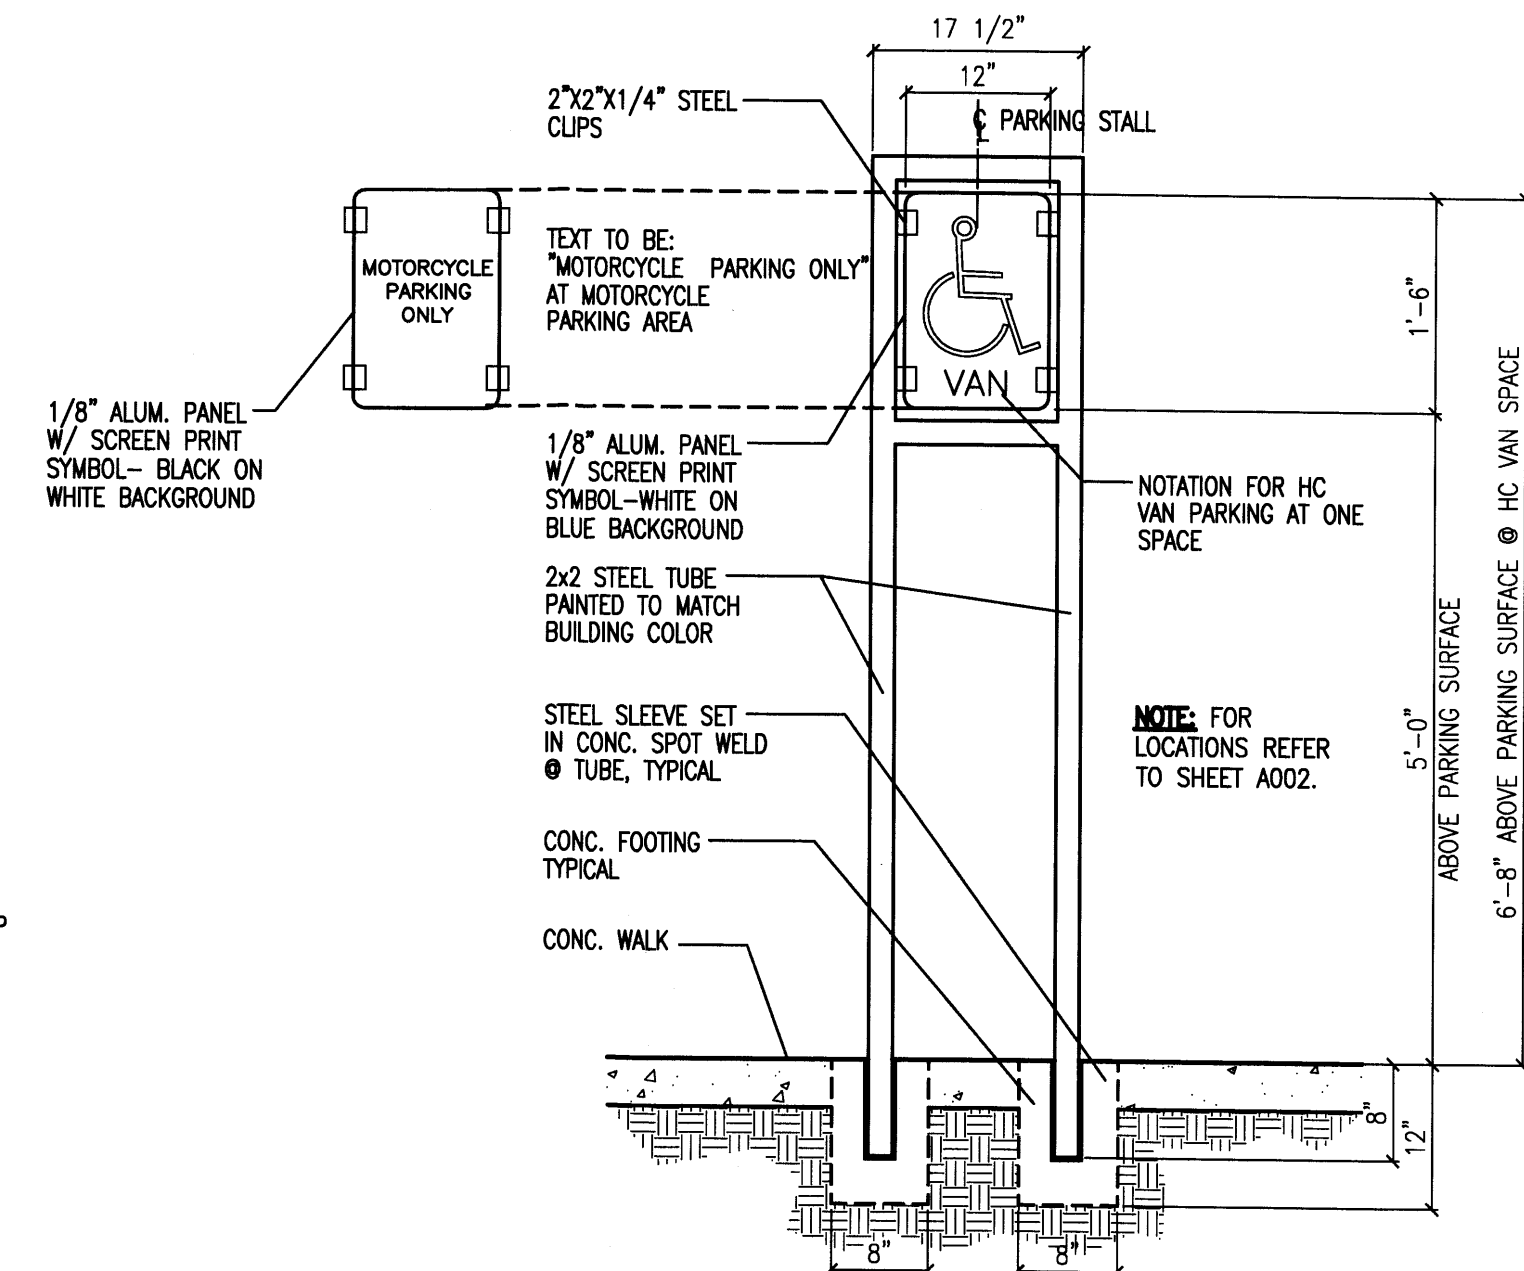 17 1/2"
12"
℄ PARKING STALL
2"X2"X1/4" STEEL
CLIPS
MOTORCYCLE
PARKING
ONLY
TEXT TO BE:
"MOTORCYCLE PARKING ONLY"
AT MOTORCYCLE
PARKING AREA
VAN
1/8" ALUM. PANEL
W/ SCREEN PRINT
SYMBOL- BLACK ON
WHITE BACKGROUND
1/8" ALUM. PANEL
W/ SCREEN PRINT
SYMBOL-WHITE ON
BLUE BACKGROUND
NOTATION FOR HC
VAN PARKING AT ONE
SPACE
2x2 STEEL TUBE
PAINTED TO MATCH
BUILDING COLOR
STEEL SLEEVE SET
IN CONC. SPOT WELD
@ TUBE, TYPICAL
NOTE: FOR
LOCATIONS REFER
TO SHEET A002.
CONC. FOOTING
TYPICAL
CONC. WALK
1'-6"
5'-0"
ABOVE PARKING SURFACE
6'-8" ABOVE PARKING SURFACE @ HC VAN SPACE
8"
12"
8"
8"